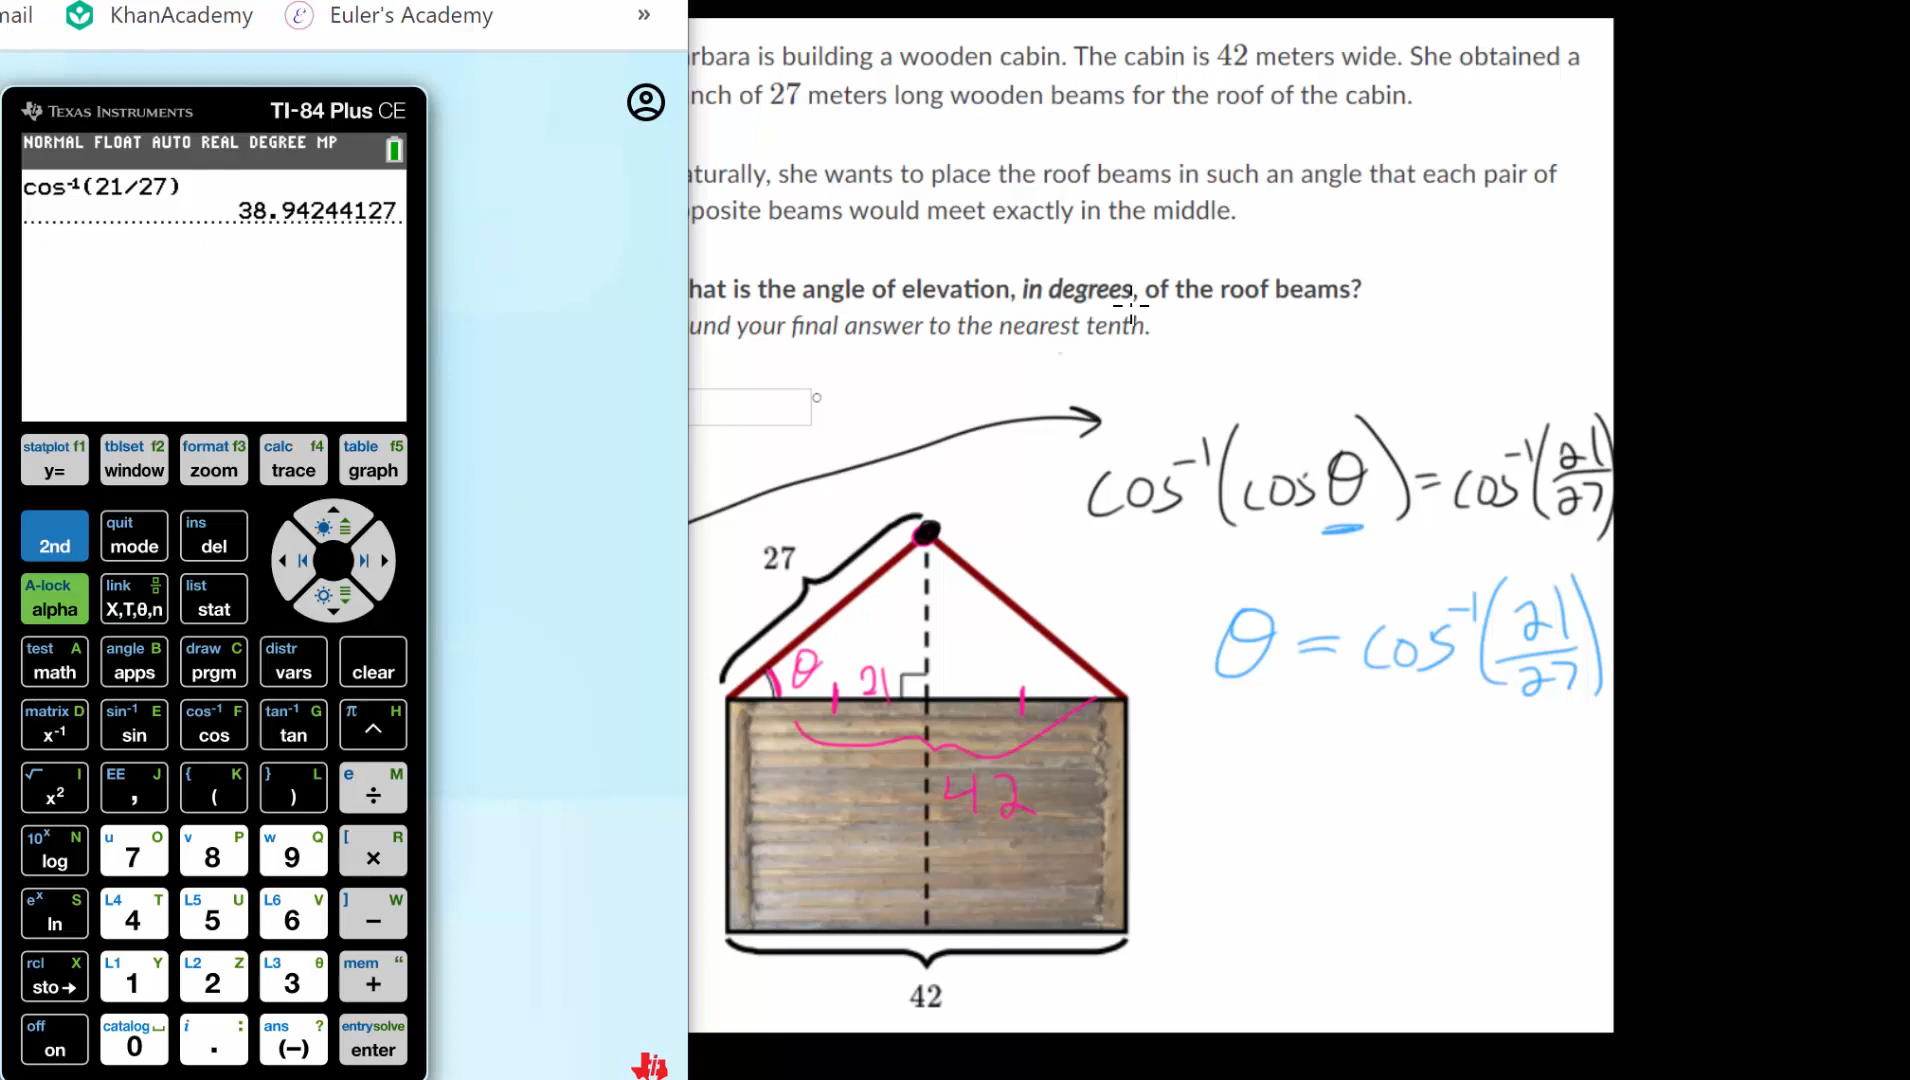 mail KhanAcademy Euler's Academy »
TEXAS INSTRUMENTS TI-84 Plus CE
NORMAL FLOAT AUTO REAL DEGREE MP
cos⁻¹(21/27)
38.94244127
statplot f1 tblset f2 format f3 calc f4 table f5
y= window zoom trace graph
quit ins
2nd mode del
A-lock link list
alpha X,T,θ,n stat
test A angle B draw C distr
math apps prgm vars clear
matrix D sin⁻¹ E cos⁻¹ F tan⁻¹ G π H
x⁻¹ sin cos tan ^
√ I EE J { K } L e M
x² , ( ) ÷
10ˣ N u O v P w Q [ R
log 7 8 9 ×
eˣ S L4 T L5 U L6 V ] W
ln 4 5 6 −
rcl X L1 Y L2 Z L3 θ mem "
sto→ 1 2 3 +
off catalog ␣ i : ans ? entry solve
on 0 . (−) enter
rbara is building a wooden cabin. The cabin is 42 meters wide. She obtained a
nch of 27 meters long wooden beams for the roof of the cabin.
aturally, she wants to place the roof beams in such an angle that each pair of
pposite beams would meet exactly in the middle.
hat is the angle of elevation, in degrees, of the roof beams?
und your final answer to the nearest tenth.
°
cos⁻¹(cos θ) = cos⁻¹(21/27)
27
θ = cos⁻¹(21/27)
θ 21
42
42